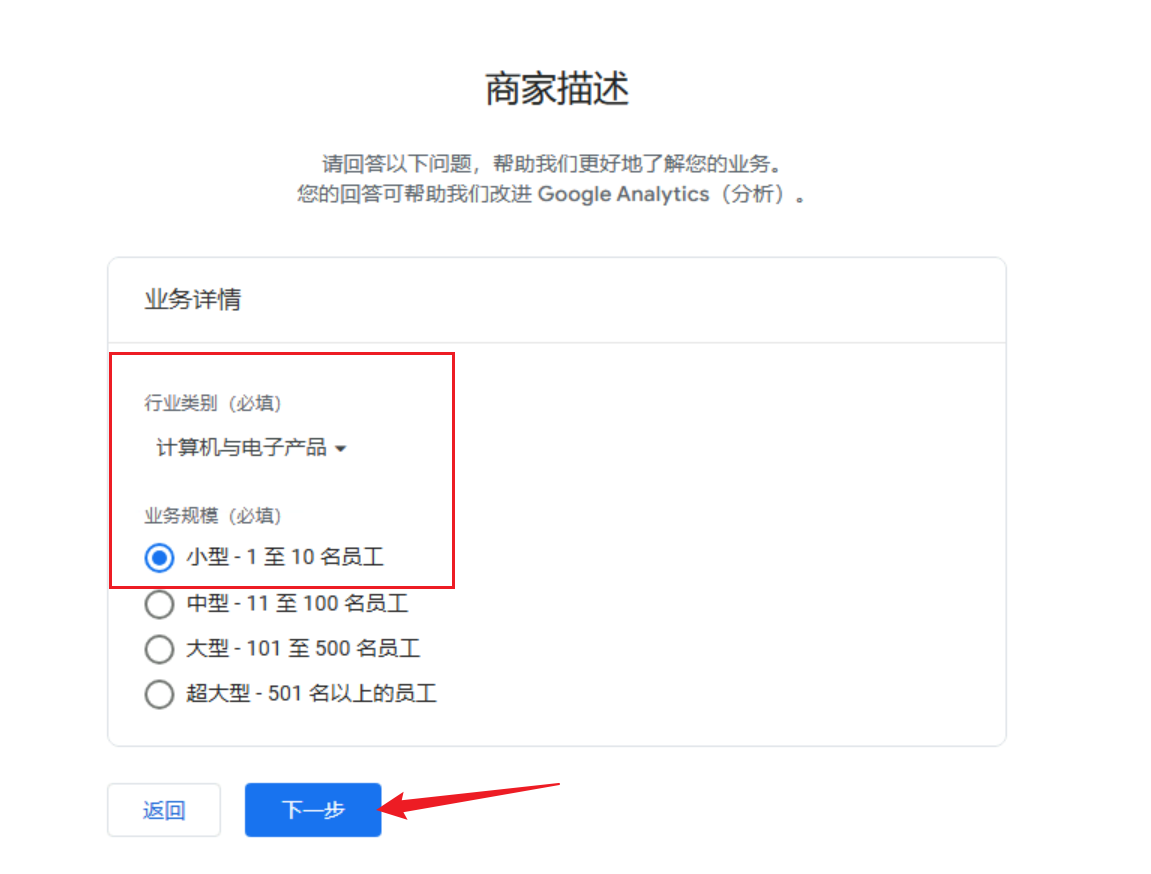 商家描述
请回答以下问题，帮助我们更好地了解您的业务。
您的回答可帮助我们改进 Google Analytics（分析）。
业务详情
行业类别（必填）
计算机与电子产品
业务规模（必填）
小型 - 1 至 10 名员工
中型 - 11 至 100 名员工
大型 - 101 至 500 名员工
超大型 - 501 名以上的员工
返回
下一步